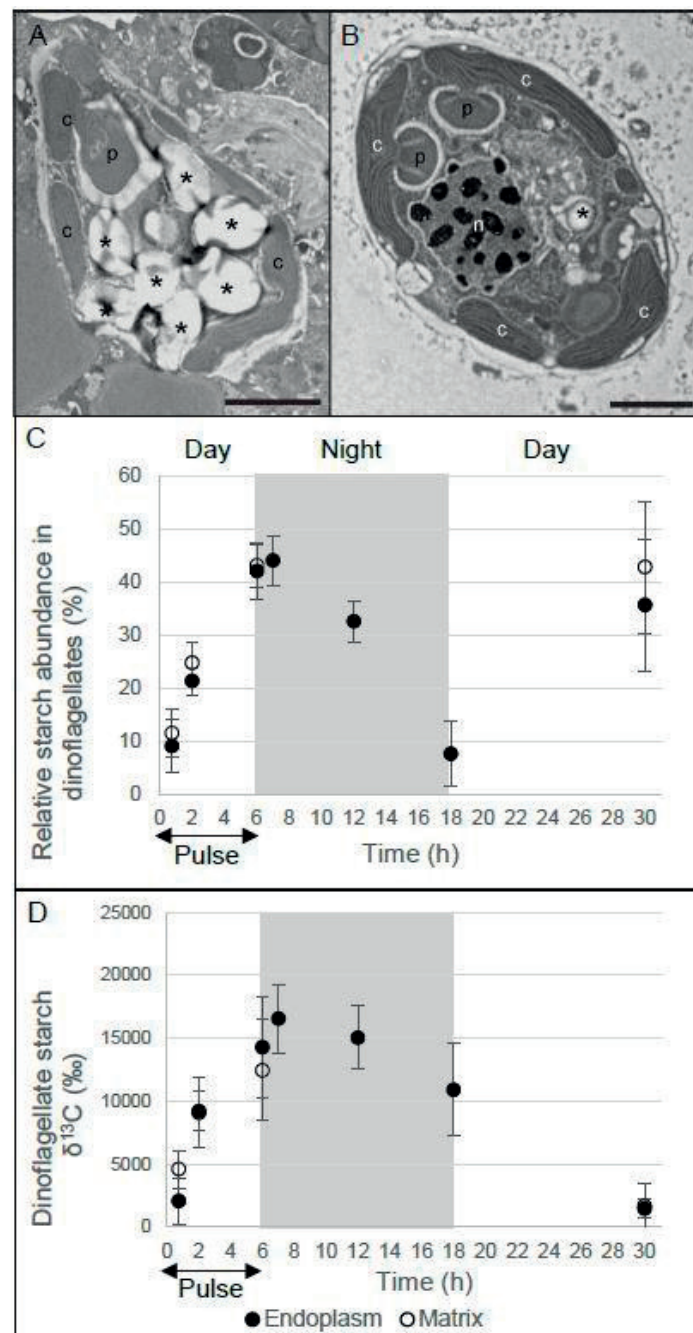 A
B
c
c
p
c
*
*
*
*
*
*
*
c
c
p
p
n
*
c
c
C
Day Night Day
Relative starch abundance in
dinoflagellates (%)
60
50
40
30
20
10
0
0 2 4 6 8 10 12 14 16 18 20 22 24 26 28 30
Pulse
Time (h)
D
Dinoflagellate starch
δ13C (‰)
25000
20000
15000
10000
5000
0
0 2 4 6 8 10 12 14 16 18 20 22 24 26 28 30
Pulse
Time (h)
Endoplasm Matrix